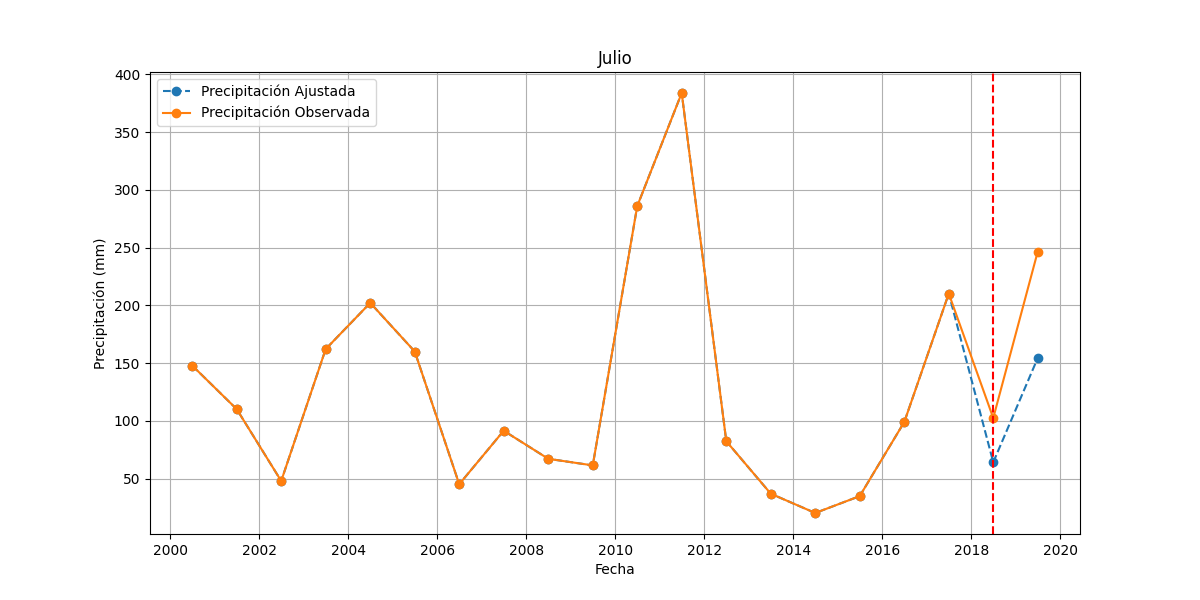 Julio
Precipitación Ajustada
Precipitación Observada
Precipitación (mm)
400
350
300
250
200
150
100
50
2000 2002 2004 2006 2008 2010 2012 2014 2016 2018 2020
Fecha